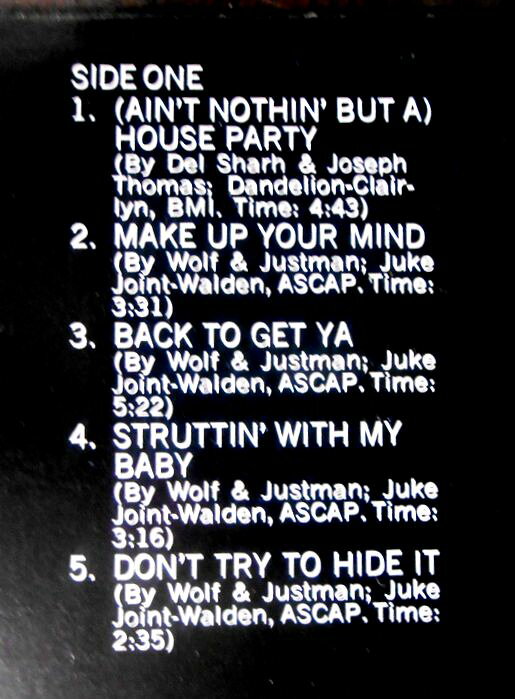 SIDE ONE
1. (AIN'T NOTHIN' BUT A)
HOUSE PARTY
(By Del Sharh & Joseph
Thomas; Dandelion-Clair-
lyn, BMI. Time: 4:43)
2. MAKE UP YOUR MIND
(By Wolf & Justman; Juke
Joint-Walden, ASCAP. Time:
3:31)
3. BACK TO GET YA
(By Wolf & Justman; Juke
Joint-Walden, ASCAP. Time:
5:22)
4. STRUTTIN' WITH MY
BABY
(By Wolf & Justman; Juke
Joint-Walden, ASCAP. Time:
3:16)
5. DON'T TRY TO HIDE IT
(By Wolf & Justman; Juke
Joint-Walden, ASCAP. Time:
2:35)